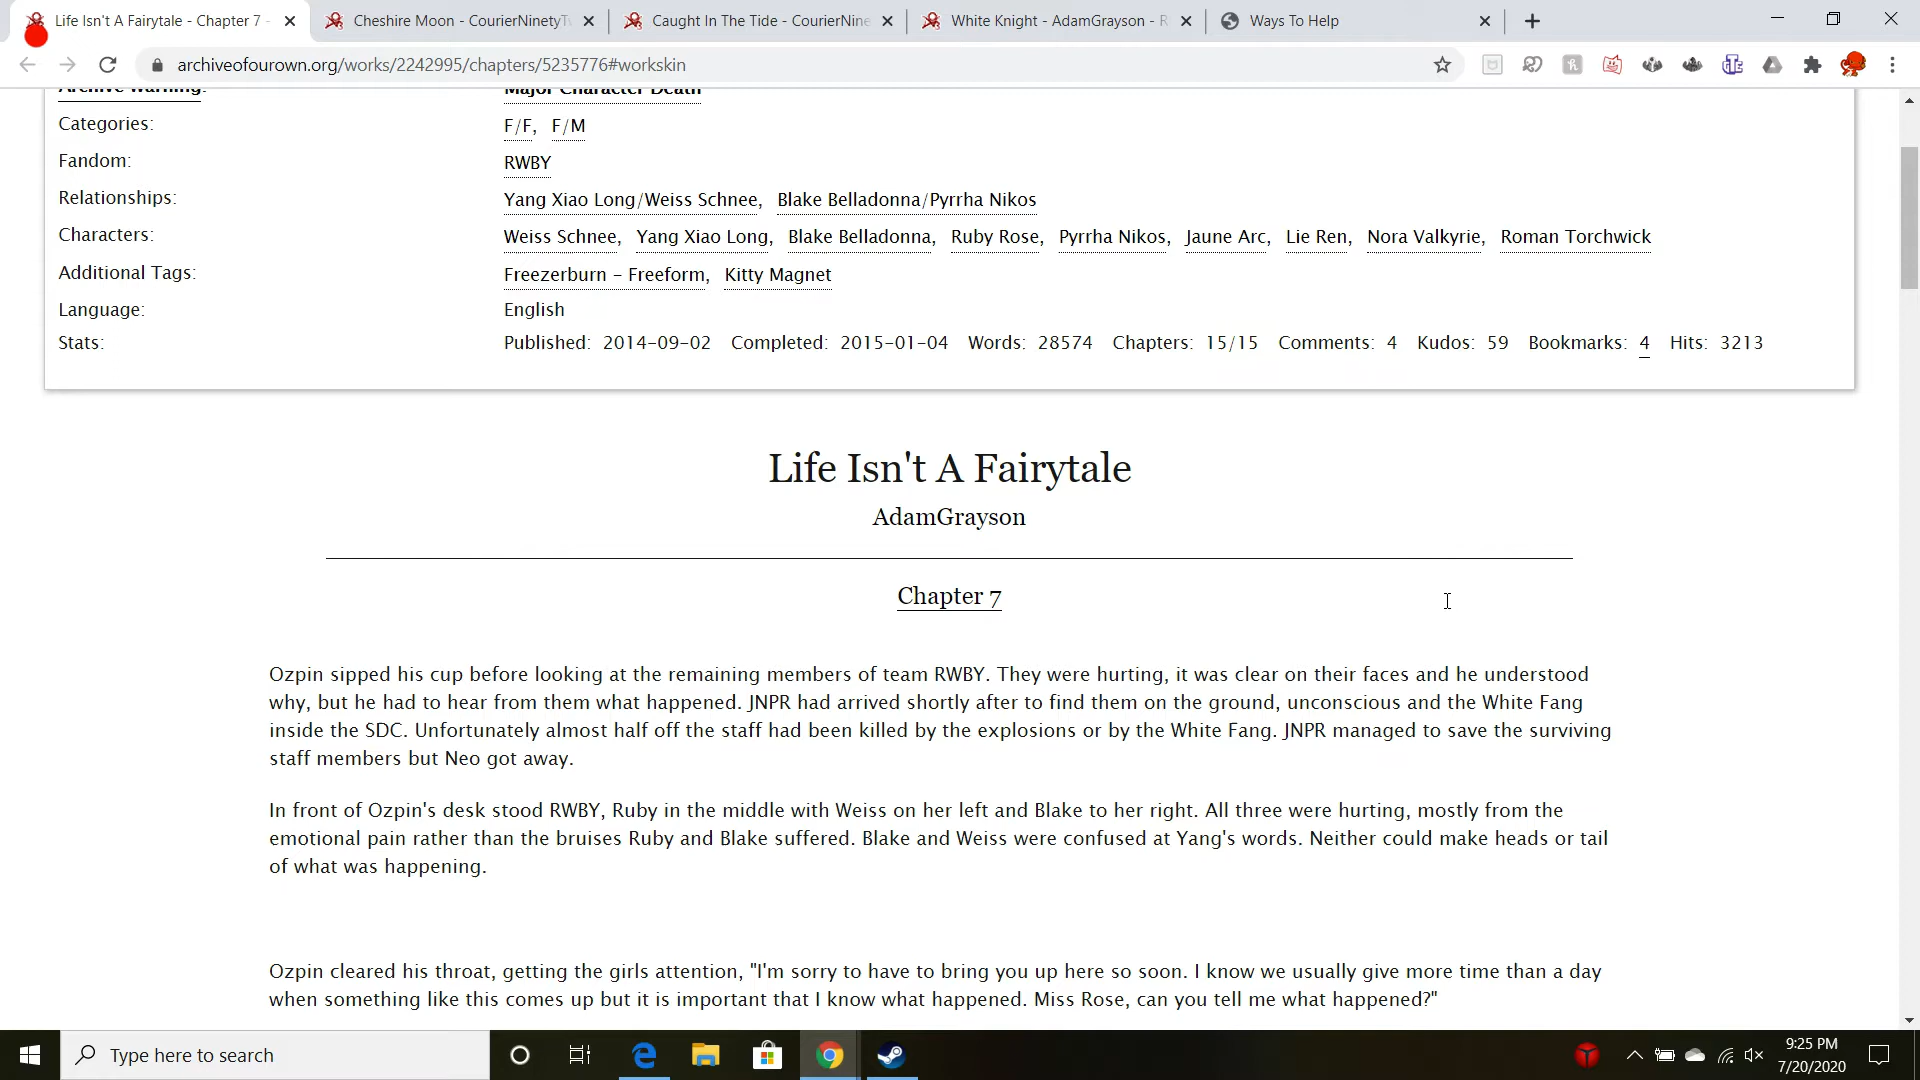 Life Isn't A Fairytale - Chapter 7 -
Cheshire Moon - CourierNinetyTw
Caught In The Tide - CourierNine
White Knight - AdamGrayson - R
Ways To Help
archiveofourown.org/works/2242995/chapters/5235776#workskin
Archive Warning: Major Character Death
Categories: F/F, F/M
Fandom: RWBY
Relationships: Yang Xiao Long/Weiss Schnee, Blake Belladonna/Pyrrha Nikos
Characters: Weiss Schnee, Yang Xiao Long, Blake Belladonna, Ruby Rose, Pyrrha Nikos, Jaune Arc, Lie Ren, Nora Valkyrie, Roman Torchwick
Additional Tags: Freezerburn - Freeform, Kitty Magnet
Language: English
Stats: Published: 2014-09-02 Completed: 2015-01-04 Words: 28574 Chapters: 15/15 Comments: 4 Kudos: 59 Bookmarks: 4 Hits: 3213
Life Isn't A Fairytale
AdamGrayson
Chapter 7
Ozpin sipped his cup before looking at the remaining members of team RWBY. They were hurting, it was clear on their faces and he understood
why, but he had to hear from them what happened. JNPR had arrived shortly after to find them on the ground, unconscious and the White Fang
inside the SDC. Unfortunately almost half off the staff had been killed by the explosions or by the White Fang. JNPR managed to save the surviving
staff members but Neo got away.
In front of Ozpin's desk stood RWBY, Ruby in the middle with Weiss on her left and Blake to her right. All three were hurting, mostly from the
emotional pain rather than the bruises Ruby and Blake suffered. Blake and Weiss were confused at Yang's words. Neither could make heads or tail
of what was happening.
Ozpin cleared his throat, getting the girls attention, "I'm sorry to have to bring you up here so soon. I know we usually give more time than a day
when something like this comes up but it is important that I know what happened. Miss Rose, can you tell me what happened?"
Type here to search
9:25 PM
7/20/2020